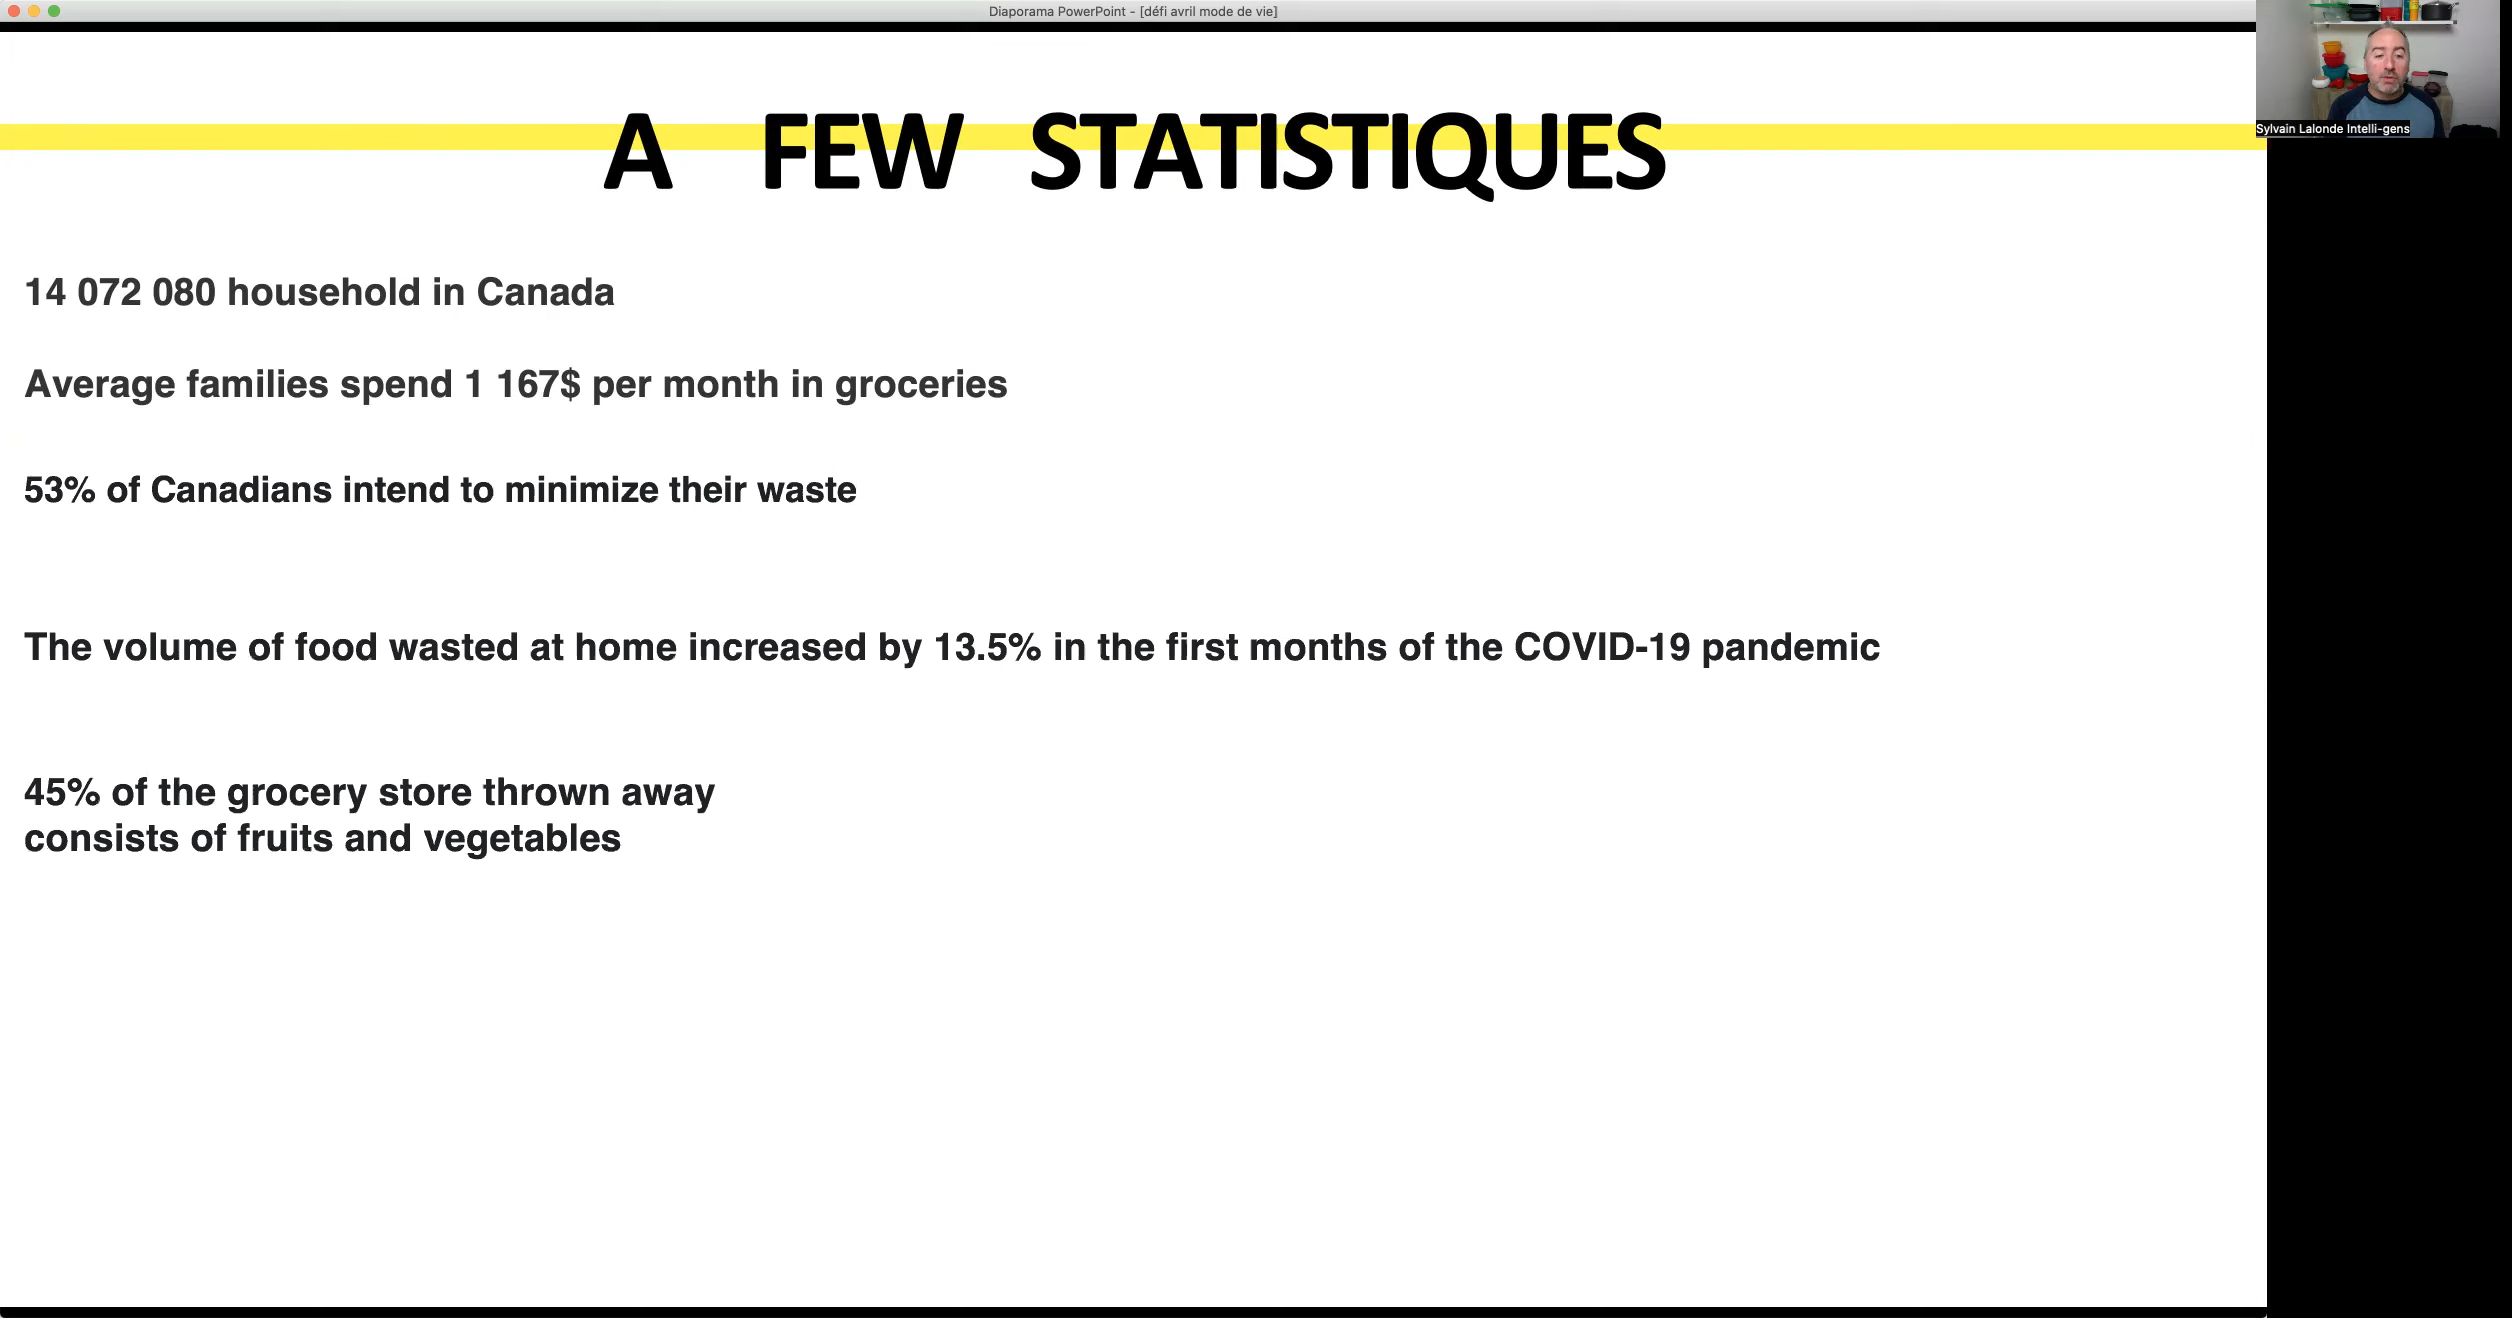 Diaporama PowerPoint - [défi avril mode de vie]
Sylvain Lalonde Intelli-gens
A FEW STATISTIQUES
14 072 080 household in Canada
Average families spend 1 167$ per month in groceries
53% of Canadians intend to minimize their waste
The volume of food wasted at home increased by 13.5% in the first months of the COVID-19 pandemic
45% of the grocery store thrown away
consists of fruits and vegetables